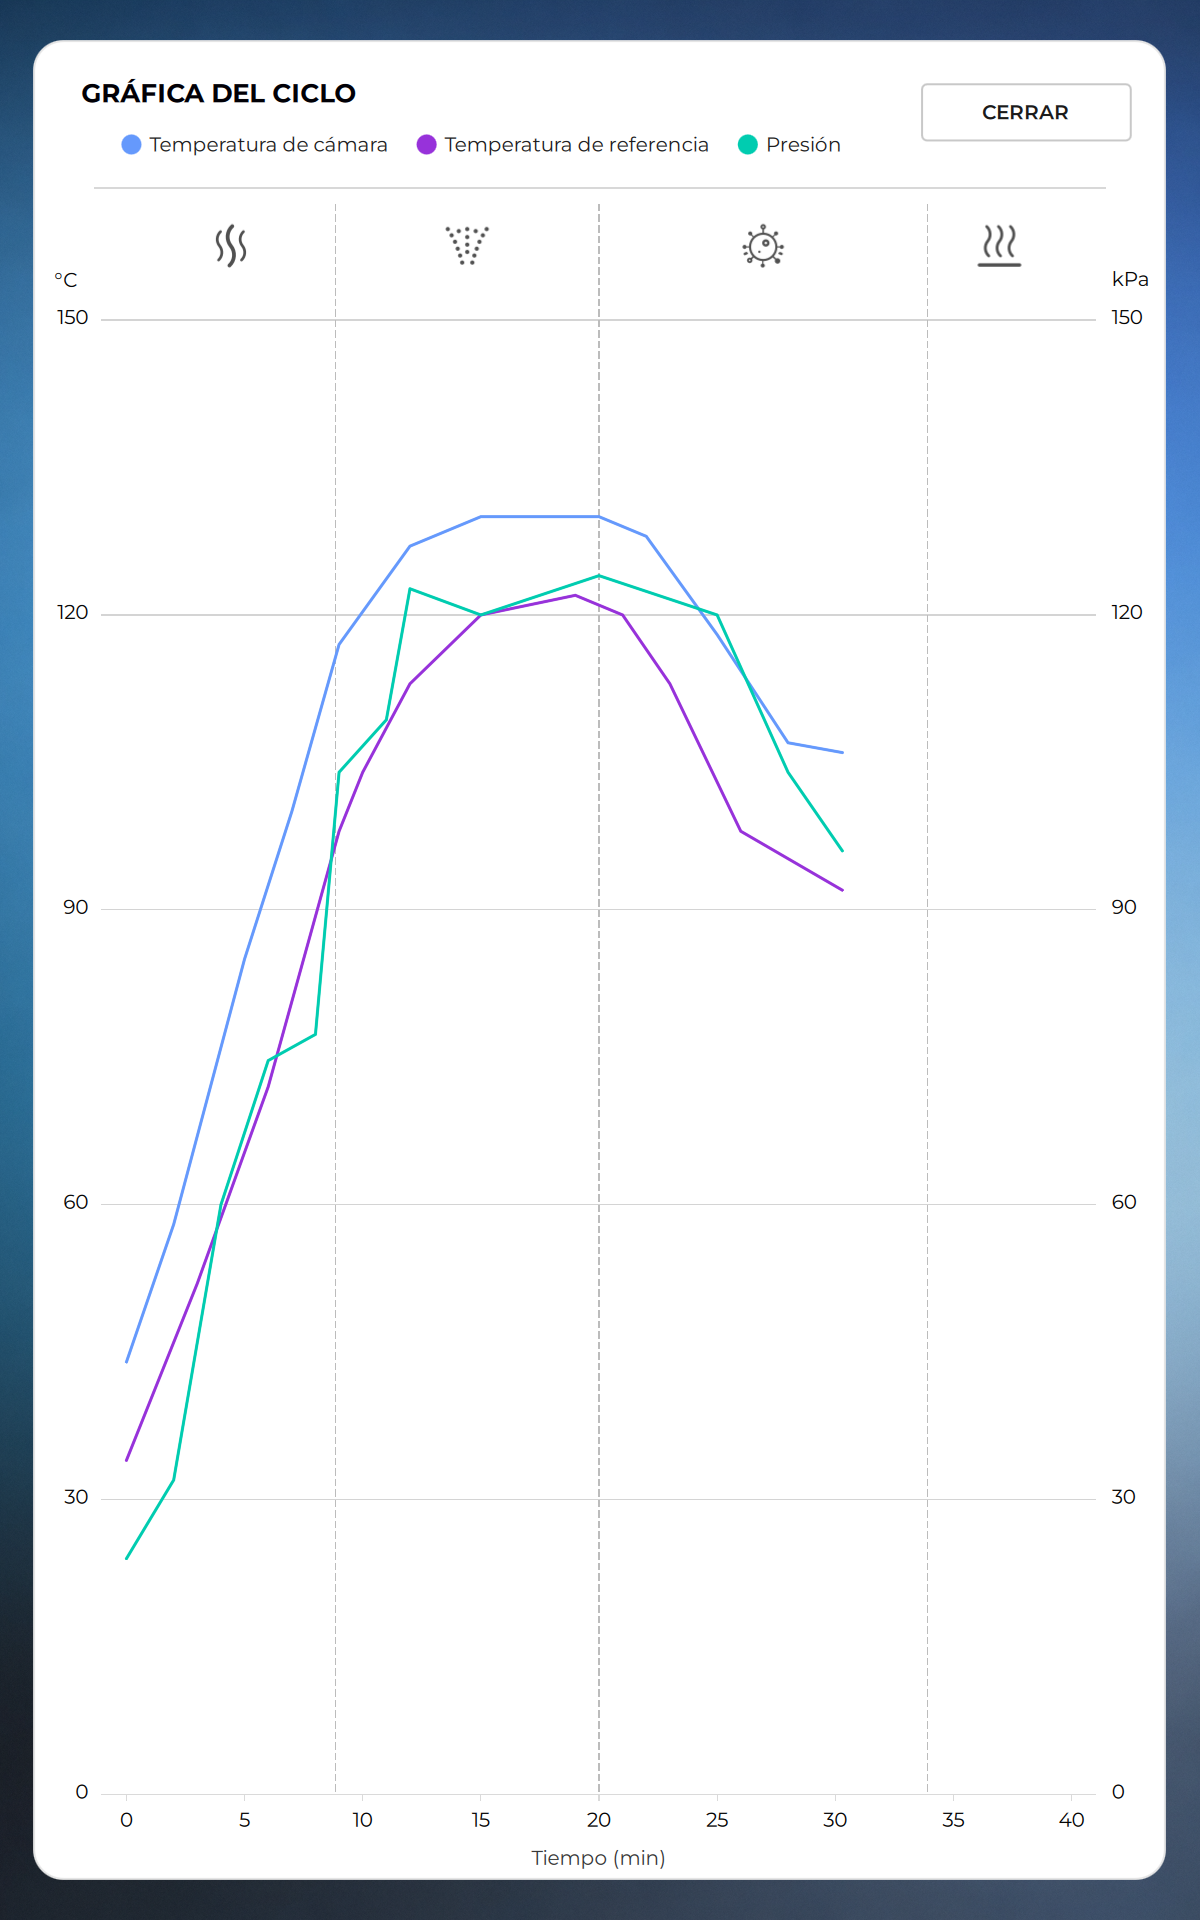 GRÁFICA DEL CICLO
CERRAR
Temperatura de cámara Temperatura de referencia Presión
°C kPa
150 150
120 120
90 90
60 60
30 30
0 0
0 5 10 15 20 25 30 35 40
Tiempo (min)